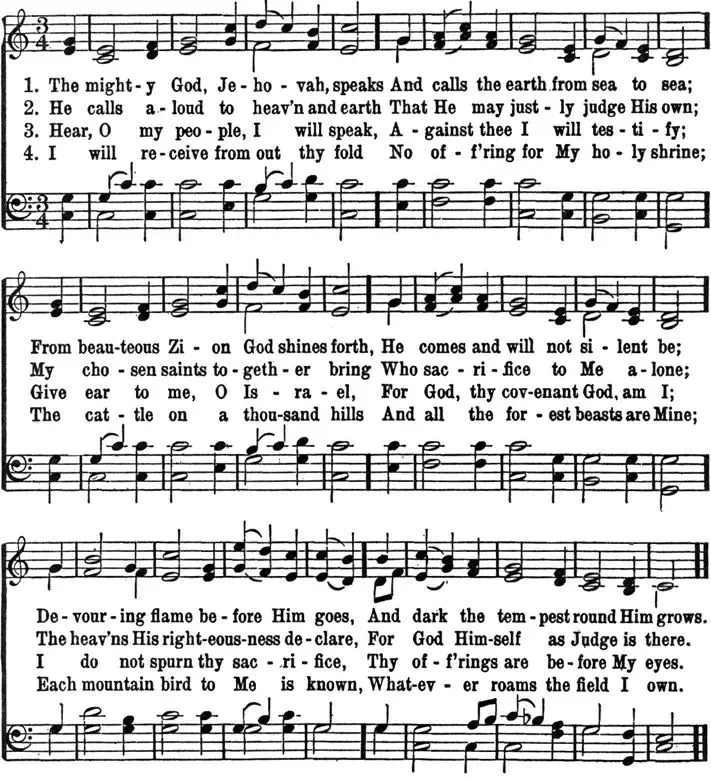 3
4
1. The might-y God, Je-ho-vah, speaks And calls the earth from sea to sea;
2. He calls a-loud to heav'n and earth That He may just-ly judge His own;
3. Hear, O my peo-ple, I will speak, A-gainst thee I will tes-ti-fy;
4. I will re-ceive from out thy fold No of-f'ring for My ho-ly shrine;
3
4
From beau-teous Zi-on God shines forth, He comes and will not si-lent be;
My cho-sen saints to-geth-er bring Who sac-ri-fice to Me a-lone;
Give ear to me, O Is-ra-el, For God, thy cov-enant God, am I;
The cat-tle on a thou-sand hills And all the for-est beasts are Mine;
De-vour-ing flame be-fore Him goes, And dark the tem-pest round Him grows.
The heav'ns His right-eous-ness de-clare, For God Him-self as Judge is there.
I do not spurn thy sac-ri-fice, Thy of-f'rings are be-fore My eyes.
Each mountain bird to Me is known, What-ev-er roams the field I own.